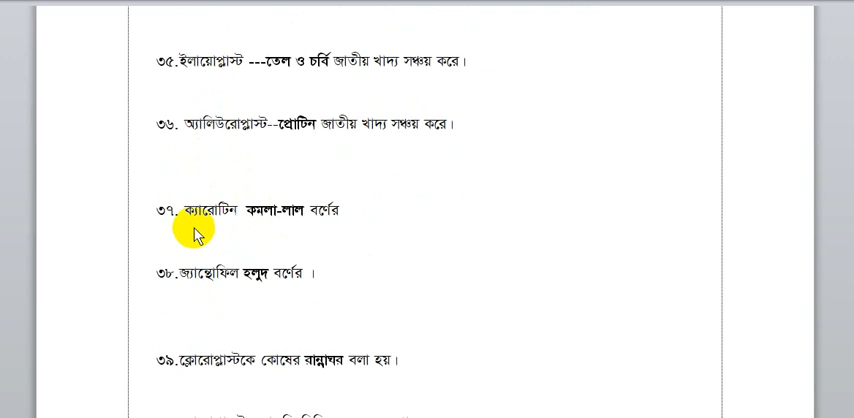 ৩৫.ইলায়োপ্লাস্ট ---তেল ও চর্বি জাতীয় খাদ্য সঞ্চয় করে।
৩৬. অ্যালিউরোপ্লাস্ট--প্রোটিন জাতীয় খাদ্য সঞ্চয় করে।
৩৭. ক্যারোটিন কমলা-লাল বর্ণের
৩৮.জ্যান্থোফিল হলুদ বর্ণের ।
৩৯.ক্লোরোপ্লাস্টকে কোষের রান্নাঘর বলা হয়।